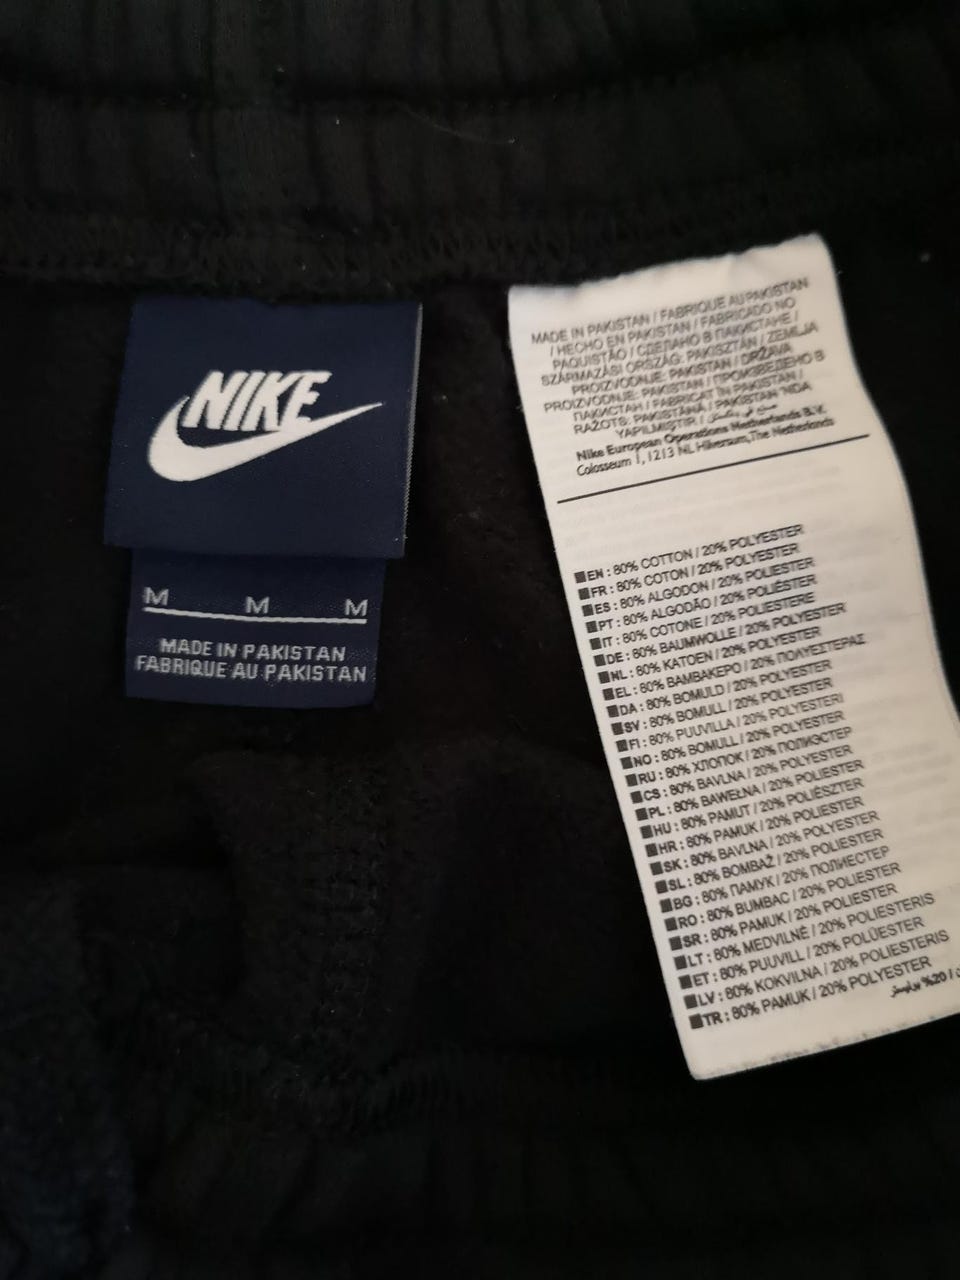 NIKE
M M M
MADE IN PAKISTAN
FABRIQUE AU PAKISTAN
MADE IN PAKISTAN / FABRIQUE AU PAKISTAN
/ HECHO EN PAKISTAN / FABRICADO NO
PAQUISTÃO / СДЕЛАНО В ПАКИСТАНЕ /
SZÁRMAZÁSI ORSZÁG: PAKISZTÁN / ZEMLJA
PROIZVODNJE: PAKISTAN / DRŽAVA
PROIZVODNJE: PAKISTAN / ПРОИЗВЕДЕНО В
ПАКИСТАН / FABRICAT ÎN PAKISTAN /
RAŽOTS: PAKISTĀNĀ / PAKISTAN 'NDA
YAPILMIŞTIR /
Nike European Operations Netherlands B.V.
Colosseum 1, 1213 NL Hilversum, The Netherlands
EN : 80% COTTON / 20% POLYESTER
FR : 80% COTON / 20% POLYESTER
ES : 80% ALGODON / 20% POLIESTER
PT : 80% ALGODÃO / 20% POLIÉSTER
IT : 80% COTONE / 20% POLIESTERE
DE : 80% BAUMWOLLE / 20% POLYESTER
NL : 80% KATOEN / 20% POLYESTER
EL : 80% ΒΑΜΒΑΚΕΡΟ / 20% ΠΟΛΥΕΣΤΕΡΑΣ
DA : 80% BOMULD / 20% POLYESTER
SV : 80% BOMULL / 20% POLYESTER
FI : 80% PUUVILLA / 20% POLYESTERI
NO : 80% BOMULL / 20% POLYESTER
RU : 80% ХЛОПОК / 20% ПОЛИЭСТЕР
CS : 80% BAVLNA / 20% POLYESTER
PL : 80% BAWEŁNA / 20% POLIESTER
HU : 80% PAMUT / 20% POLIÉSZTER
HR : 80% PAMUK / 20% POLIESTER
SK : 80% BAVLNA / 20% POLYESTER
SL : 80% BOMBAŽ / 20% POLIESTER
BG : 80% ПАМУК / 20% ПОЛИЕСТЕР
RO : 80% BUMBAC / 20% POLIESTER
SR : 80% PAMUK / 20% POLIESTER
LT : 80% MEDVILNĖ / 20% POLIESTERIS
ET : 80% PUUVILL / 20% POLÜESTER
LV : 80% KOKVILNA / 20% POLIESTERIS
TR : 80% PAMUK / 20% POLYESTER
/ 20% بوليستر